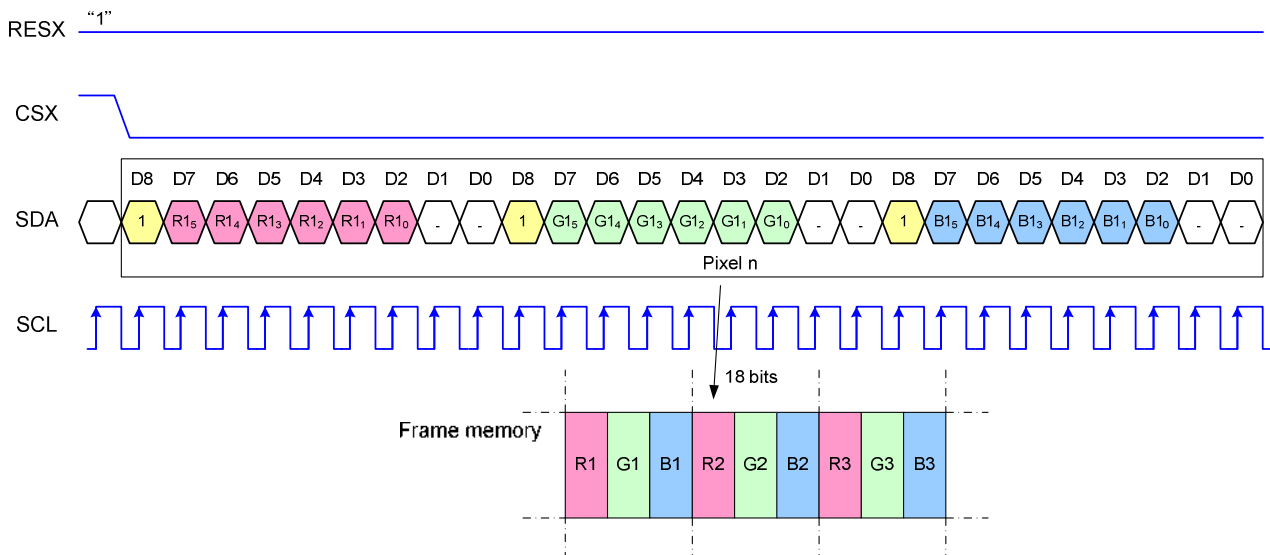 “1”
RESX
CSX
D8 D7 D6 D5 D4 D3 D2 D1 D0 D8 D7 D6 D5 D4 D3 D2 D1 D0 D8 D7 D6 D5 D4 D3 D2 D1 D0
SDA 1 R1₅ R1₄ R1₃ R1₂ R1₁ R1₀ - - 1 G1₅ G1₄ G1₃ G1₂ G1₁ G1₀ - - 1 B1₅ B1₄ B1₃ B1₂ B1₁ B1₀ - -
Pixel n
SCL
18 bits
Frame memory
R1 G1 B1 R2 G2 B2 R3 G3 B3